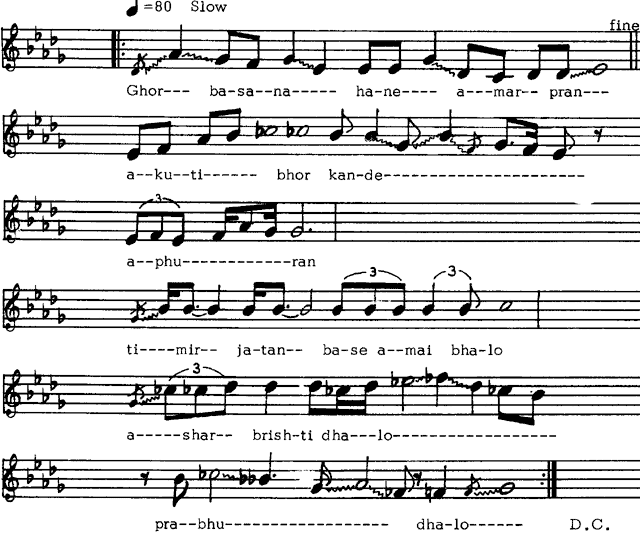 =80 Slow
fine
Ghor--- ba-sa--na----- ha-ne---- a---mar-- pran---
a--ku--ti------ bhor kan-de-----------------------
3
a--phu------------ran
3 3
ti----mir-- ja-tan-- ba-se a--mai bha-lo
3
a-----shar-- brish-ti dha---lo------------------
pra--bhu------------------ dha-lo------ D.C.